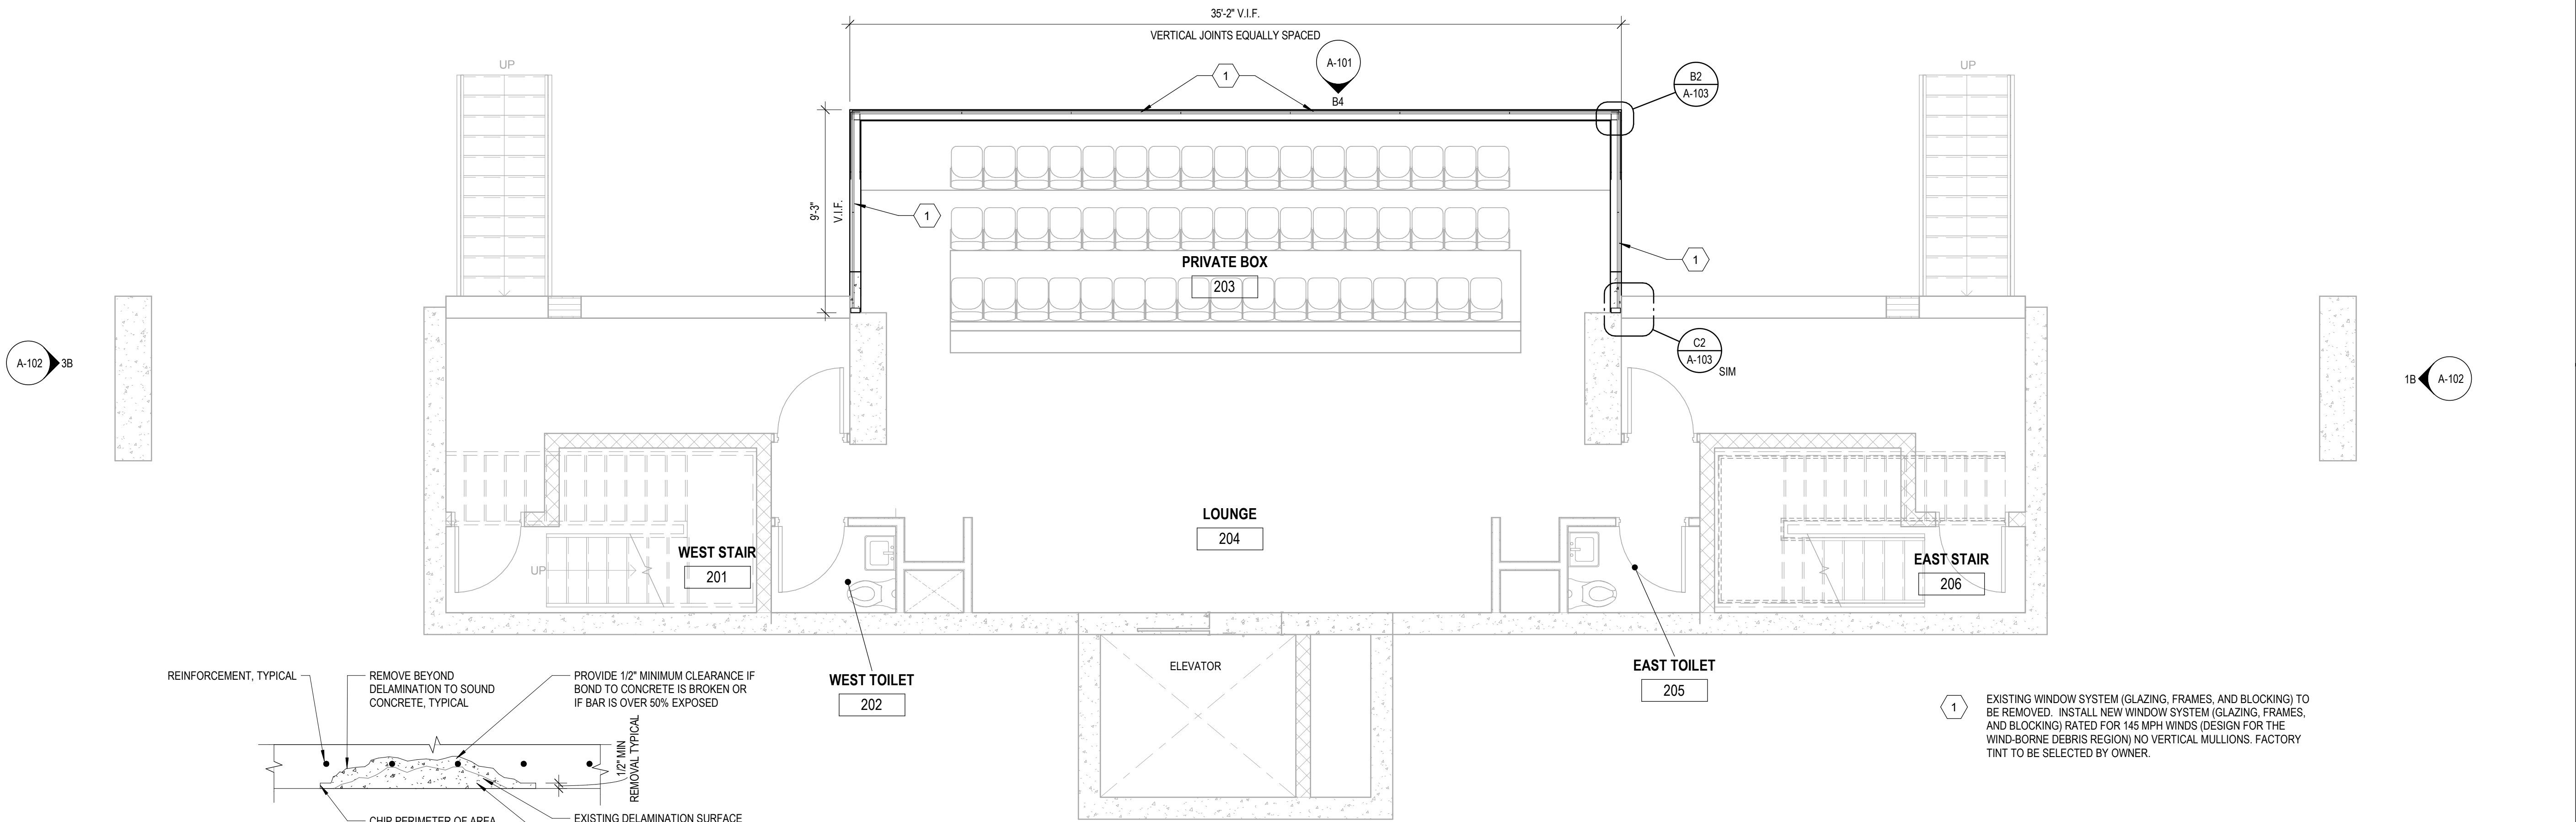 35'-2" V.I.F.
VERTICAL JOINTS EQUALLY SPACED
UP
UP
1
A-101
B4
B2
A-103
9'-3"
V.I.F.
1
1
PRIVATE BOX
203
A-102
3B
C2
A-103
SIM
1B
A-102
LOUNGE
204
WEST STAIR
201
UP
EAST STAIR
206
ELEVATOR
WEST TOILET
202
EAST TOILET
205
REINFORCEMENT, TYPICAL
REMOVE BEYOND
DELAMINATION TO SOUND
CONCRETE, TYPICAL
PROVIDE 1/2" MINIMUM CLEARANCE IF
BOND TO CONCRETE IS BROKEN OR
IF BAR IS OVER 50% EXPOSED
1/2" MIN
REMOVAL TYPICAL
CHIP PERIMETER OF AREA
EXISTING DELAMINATION SURFACE
1
EXISTING WINDOW SYSTEM (GLAZING, FRAMES, AND BLOCKING) TO
BE REMOVED. INSTALL NEW WINDOW SYSTEM (GLAZING, FRAMES,
AND BLOCKING) RATED FOR 145 MPH WINDS (DESIGN FOR THE
WIND-BORNE DEBRIS REGION) NO VERTICAL MULLIONS. FACTORY
TINT TO BE SELECTED BY OWNER.